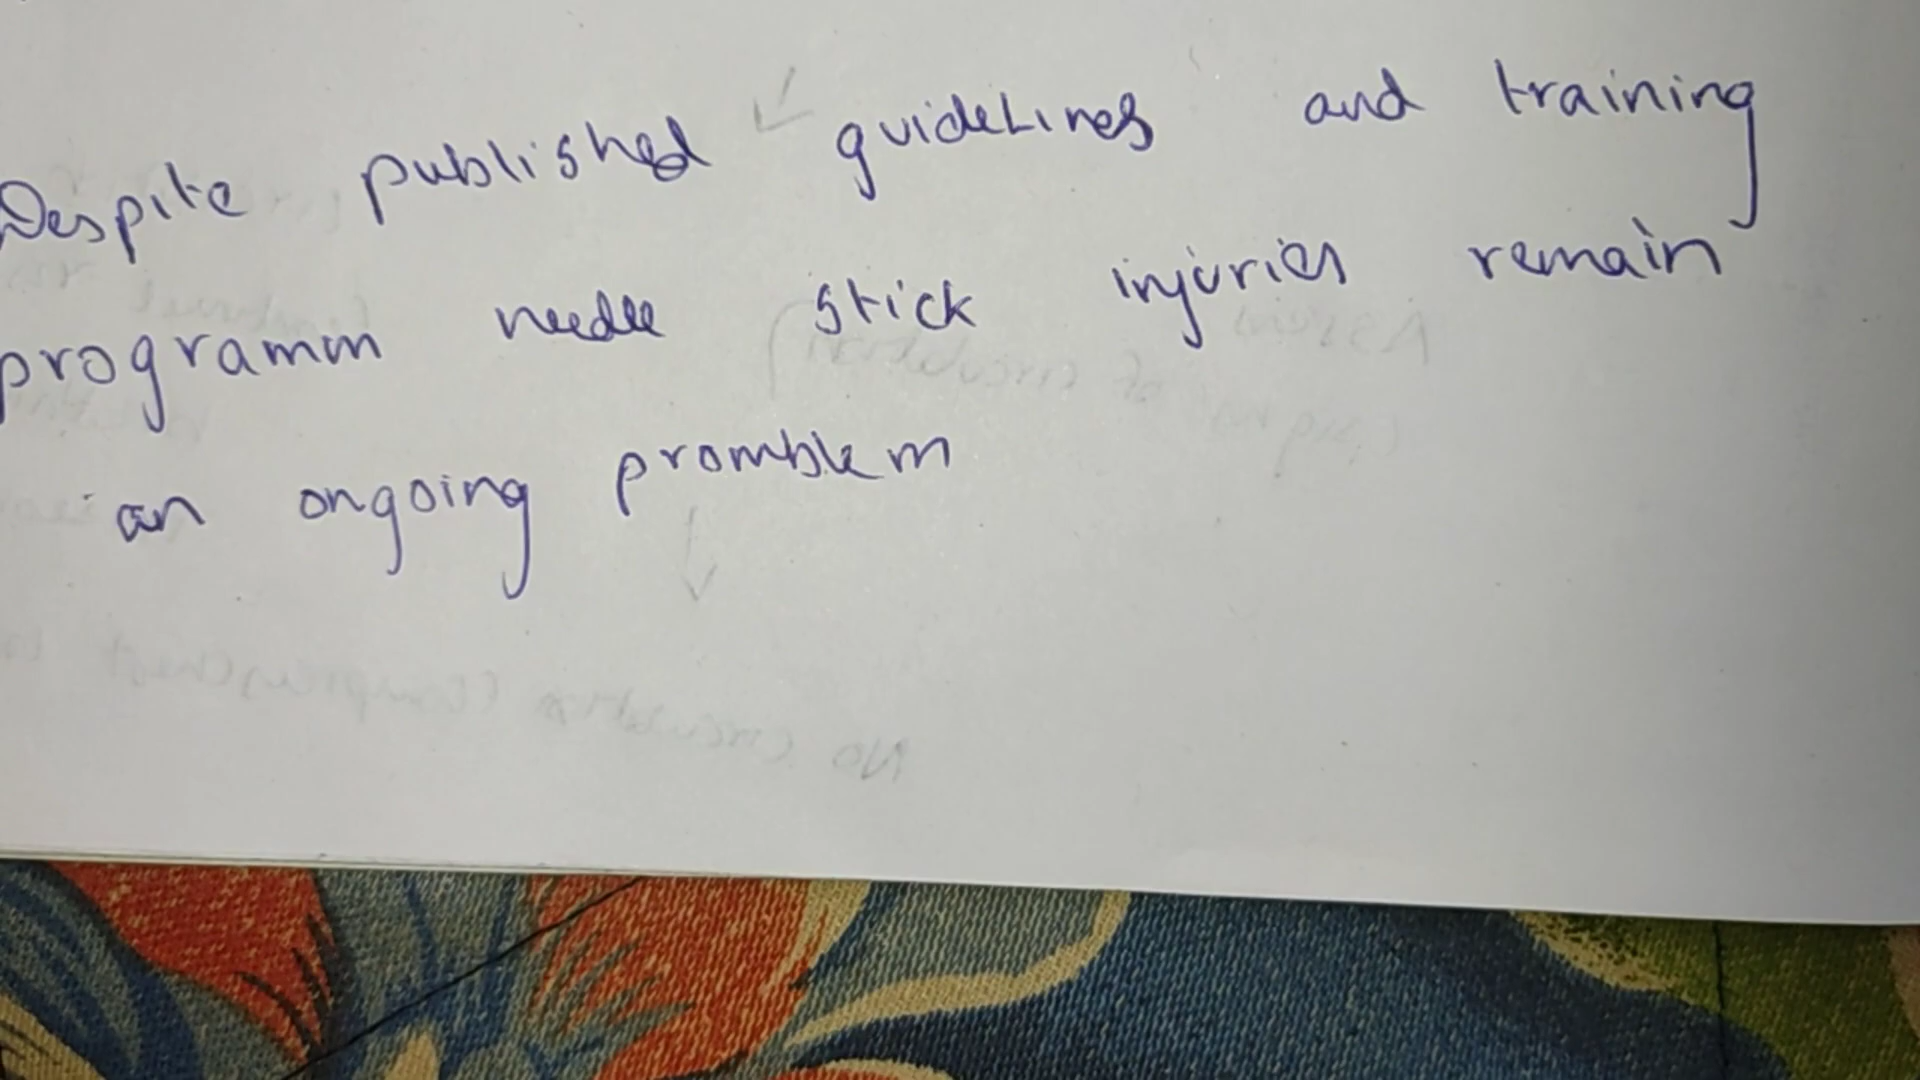 Despite published guidelines and training
programm needle stick injuries remain
an ongoing promblem